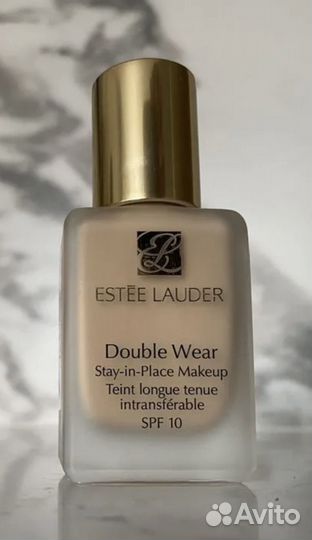 ESTĒE LAUDER
Double Wear
Stay-in-Place Makeup
Teint longue tenue
intransférable
SPF 10
Avito